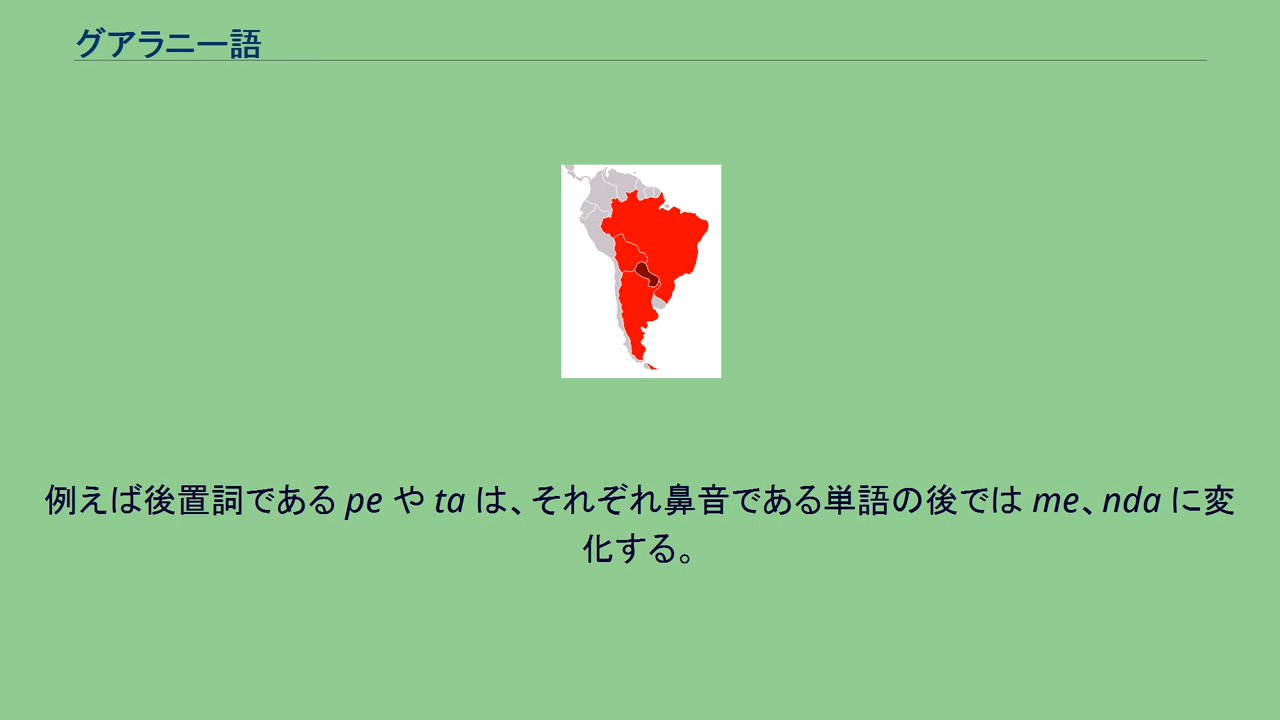 グアラニー語
例えば後置詞である pe や ta は、それぞれ鼻音である単語の後では me、nda に変
化する。